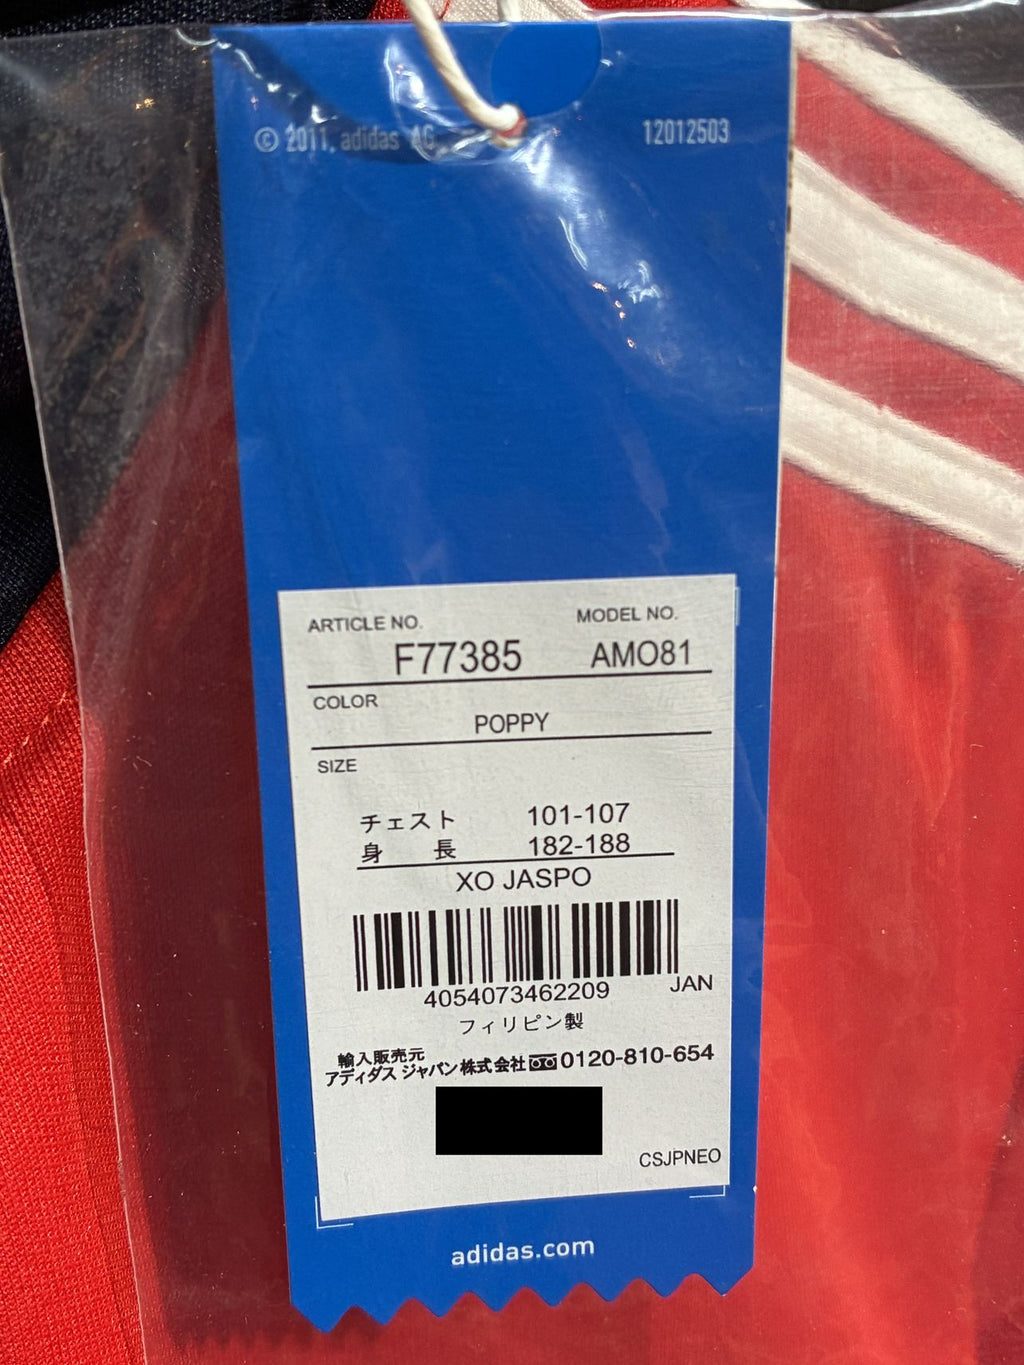 © 2011, adidas AG
12012503
ARTICLE NO.
MODEL NO.
F77385
AMO81
COLOR
POPPY
SIZE
チェスト 101-107
身 長 182-188
XO JASPO
4054073462209
JAN
フィリピン製
輸入販売元
アディダス ジャパン株式会社 0120-810-654
CSJPNEO
adidas.com